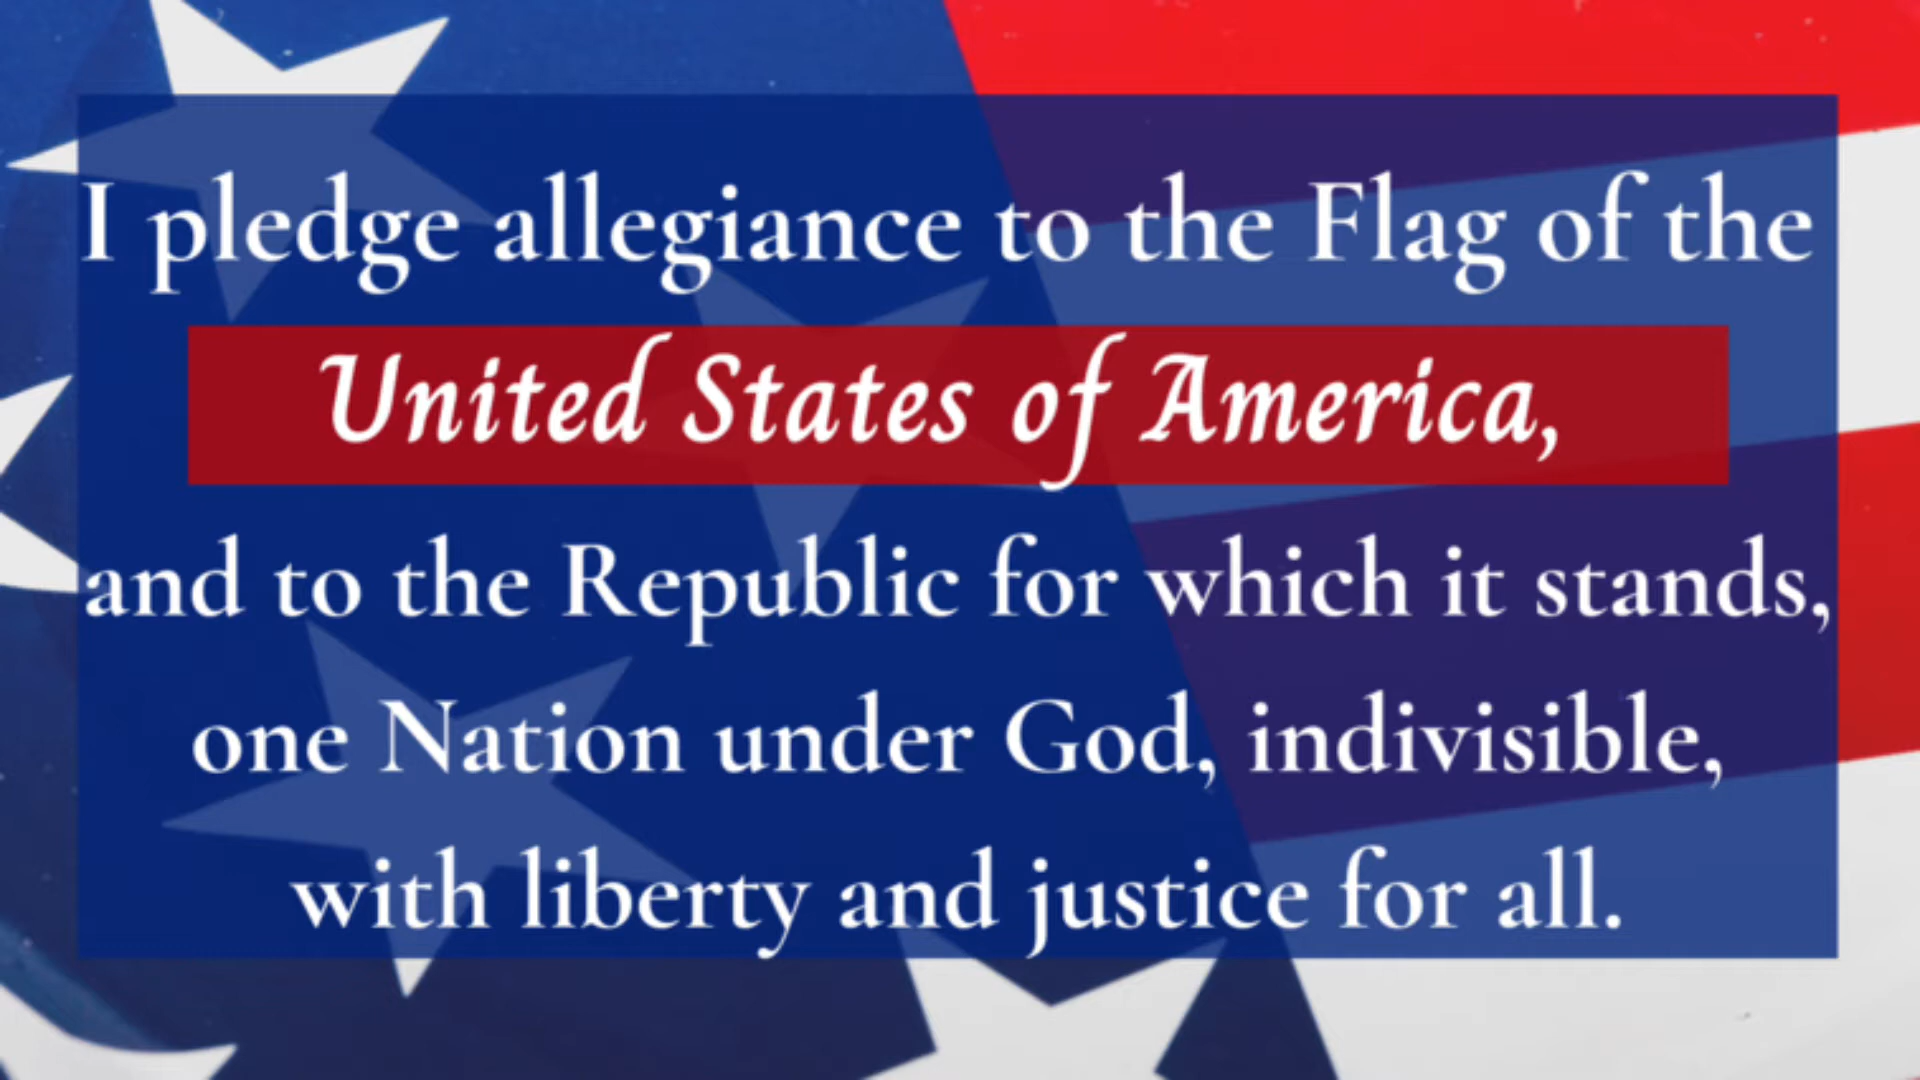 I pledge allegiance to the Flag of the
United States of America,
and to the Republic for which it stands,
one Nation under God, indivisible,
with liberty and justice for all.